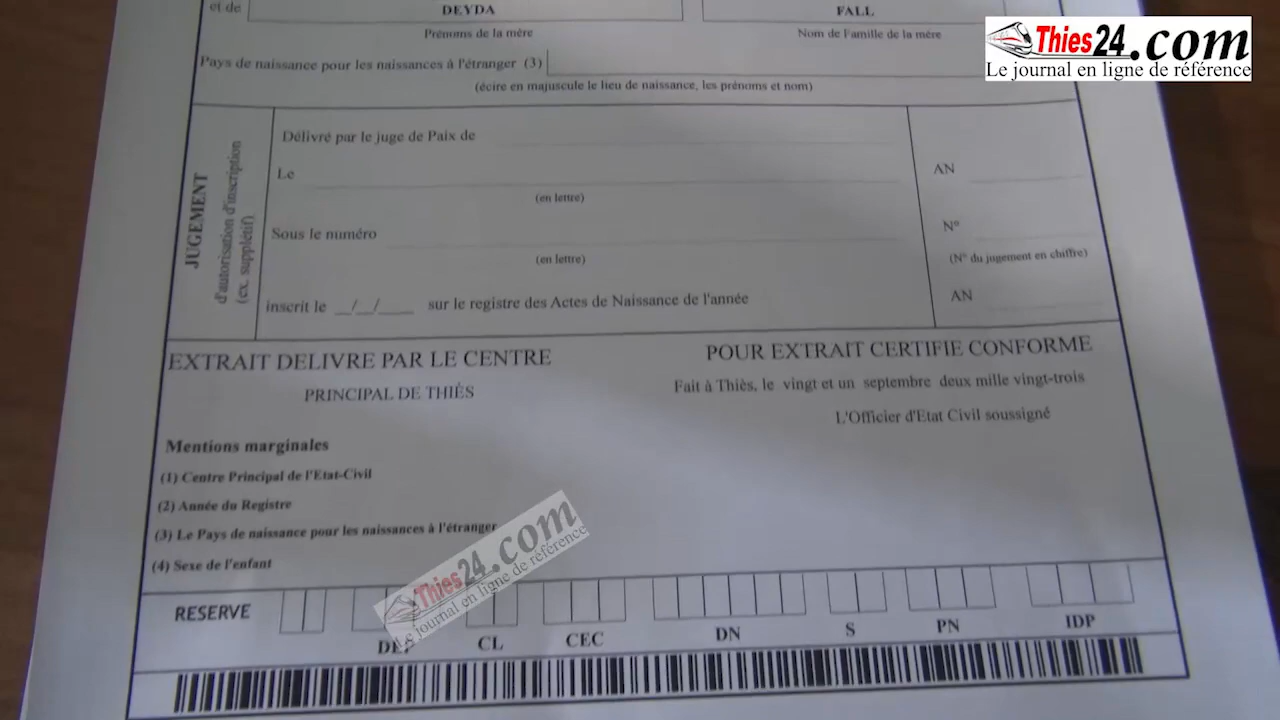 et de DEYDA FALL
Prénoms de la mère Nom de Famille de la mère
Pays de naissance pour les naissances à l'étranger (3)
(écrire en majuscule le lieu de naissance, les prénoms et nom)
JUGEMENT
d'autorisation d'inscription
(ex. supplétif)
Délivré par le juge de Paix de
Le AN
(en lettre)
Sous le numéro N°
(en lettre) (N° du jugement en chiffre)
inscrit le __/__/____ sur le registre des Actes de Naissance de l'année AN
EXTRAIT DELIVRE PAR LE CENTRE
PRINCIPAL DE THIÉS
POUR EXTRAIT CERTIFIE CONFORME
Fait à Thiès, le vingt et un septembre deux mille vingt-trois
L'Officier d'Etat Civil soussigné
Mentions marginales
(1) Centre Principal de l'Etat-Civil
(2) Année du Registre
(3) Le Pays de naissance pour les naissances à l'étranger
(4) Sexe de l'enfant
RESERVE
DEP CL CEC DN S PN IDP
Thies24.com
Le journal en ligne de référence
Thies24.com
Le journal en ligne de référence